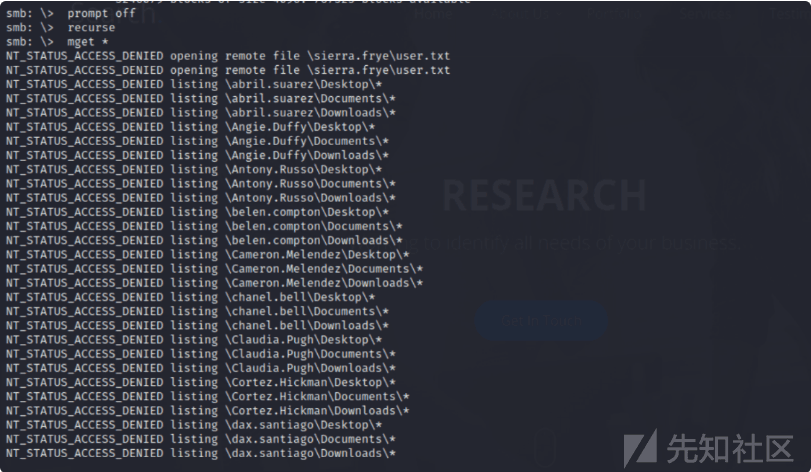 smb: \> prompt off
smb: \> recurse
smb: \> mget *
NT_STATUS_ACCESS_DENIED opening remote file \sierra.frye\user.txt
NT_STATUS_ACCESS_DENIED opening remote file \sierra.frye\user.txt
NT_STATUS_ACCESS_DENIED listing \abril.suarez\Desktop\*
NT_STATUS_ACCESS_DENIED listing \abril.suarez\Documents\*
NT_STATUS_ACCESS_DENIED listing \abril.suarez\Downloads\*
NT_STATUS_ACCESS_DENIED listing \Angie.Duffy\Desktop\*
NT_STATUS_ACCESS_DENIED listing \Angie.Duffy\Documents\*
NT_STATUS_ACCESS_DENIED listing \Angie.Duffy\Downloads\*
NT_STATUS_ACCESS_DENIED listing \Antony.Russo\Desktop\*
NT_STATUS_ACCESS_DENIED listing \Antony.Russo\Documents\*
NT_STATUS_ACCESS_DENIED listing \Antony.Russo\Downloads\*
NT_STATUS_ACCESS_DENIED listing \belen.compton\Desktop\*
NT_STATUS_ACCESS_DENIED listing \belen.compton\Documents\*
NT_STATUS_ACCESS_DENIED listing \belen.compton\Downloads\*
NT_STATUS_ACCESS_DENIED listing \Cameron.Melendez\Desktop\*
NT_STATUS_ACCESS_DENIED listing \Cameron.Melendez\Documents\*
NT_STATUS_ACCESS_DENIED listing \Cameron.Melendez\Downloads\*
NT_STATUS_ACCESS_DENIED listing \chanel.bell\Desktop\*
NT_STATUS_ACCESS_DENIED listing \chanel.bell\Documents\*
NT_STATUS_ACCESS_DENIED listing \chanel.bell\Downloads\*
NT_STATUS_ACCESS_DENIED listing \Claudia.Pugh\Desktop\*
NT_STATUS_ACCESS_DENIED listing \Claudia.Pugh\Documents\*
NT_STATUS_ACCESS_DENIED listing \Claudia.Pugh\Downloads\*
NT_STATUS_ACCESS_DENIED listing \Cortez.Hickman\Desktop\*
NT_STATUS_ACCESS_DENIED listing \Cortez.Hickman\Documents\*
NT_STATUS_ACCESS_DENIED listing \Cortez.Hickman\Downloads\*
NT_STATUS_ACCESS_DENIED listing \dax.santiago\Desktop\*
NT_STATUS_ACCESS_DENIED listing \dax.santiago\Documents\*
NT_STATUS_ACCESS_DENIED listing \dax.santiago\Downloads\*
RESEARCH
先知社区